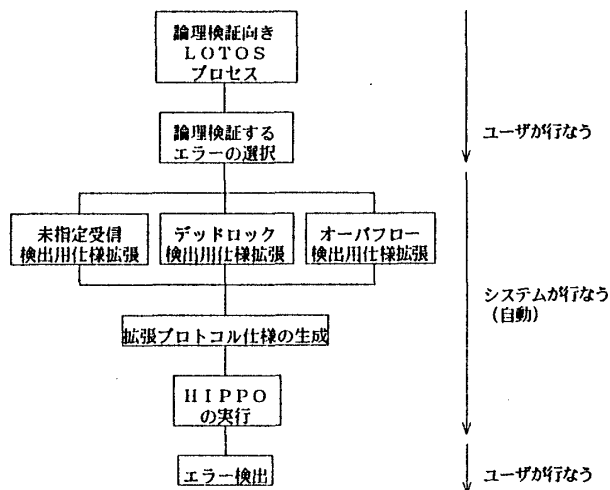 論理検証向き
ＬＯＴＯＳ
プロセス
論理検証する
エラーの選択
ユーザが行なう
未指定受信
検出用仕様拡張
デッドロック
検出用仕様拡張
オーバフロー
検出用仕様拡張
システムが行なう
(自動)
拡張プロトコル仕様の生成
ＨＩＰＰＯ
の実行
エラー検出
ユーザが行なう